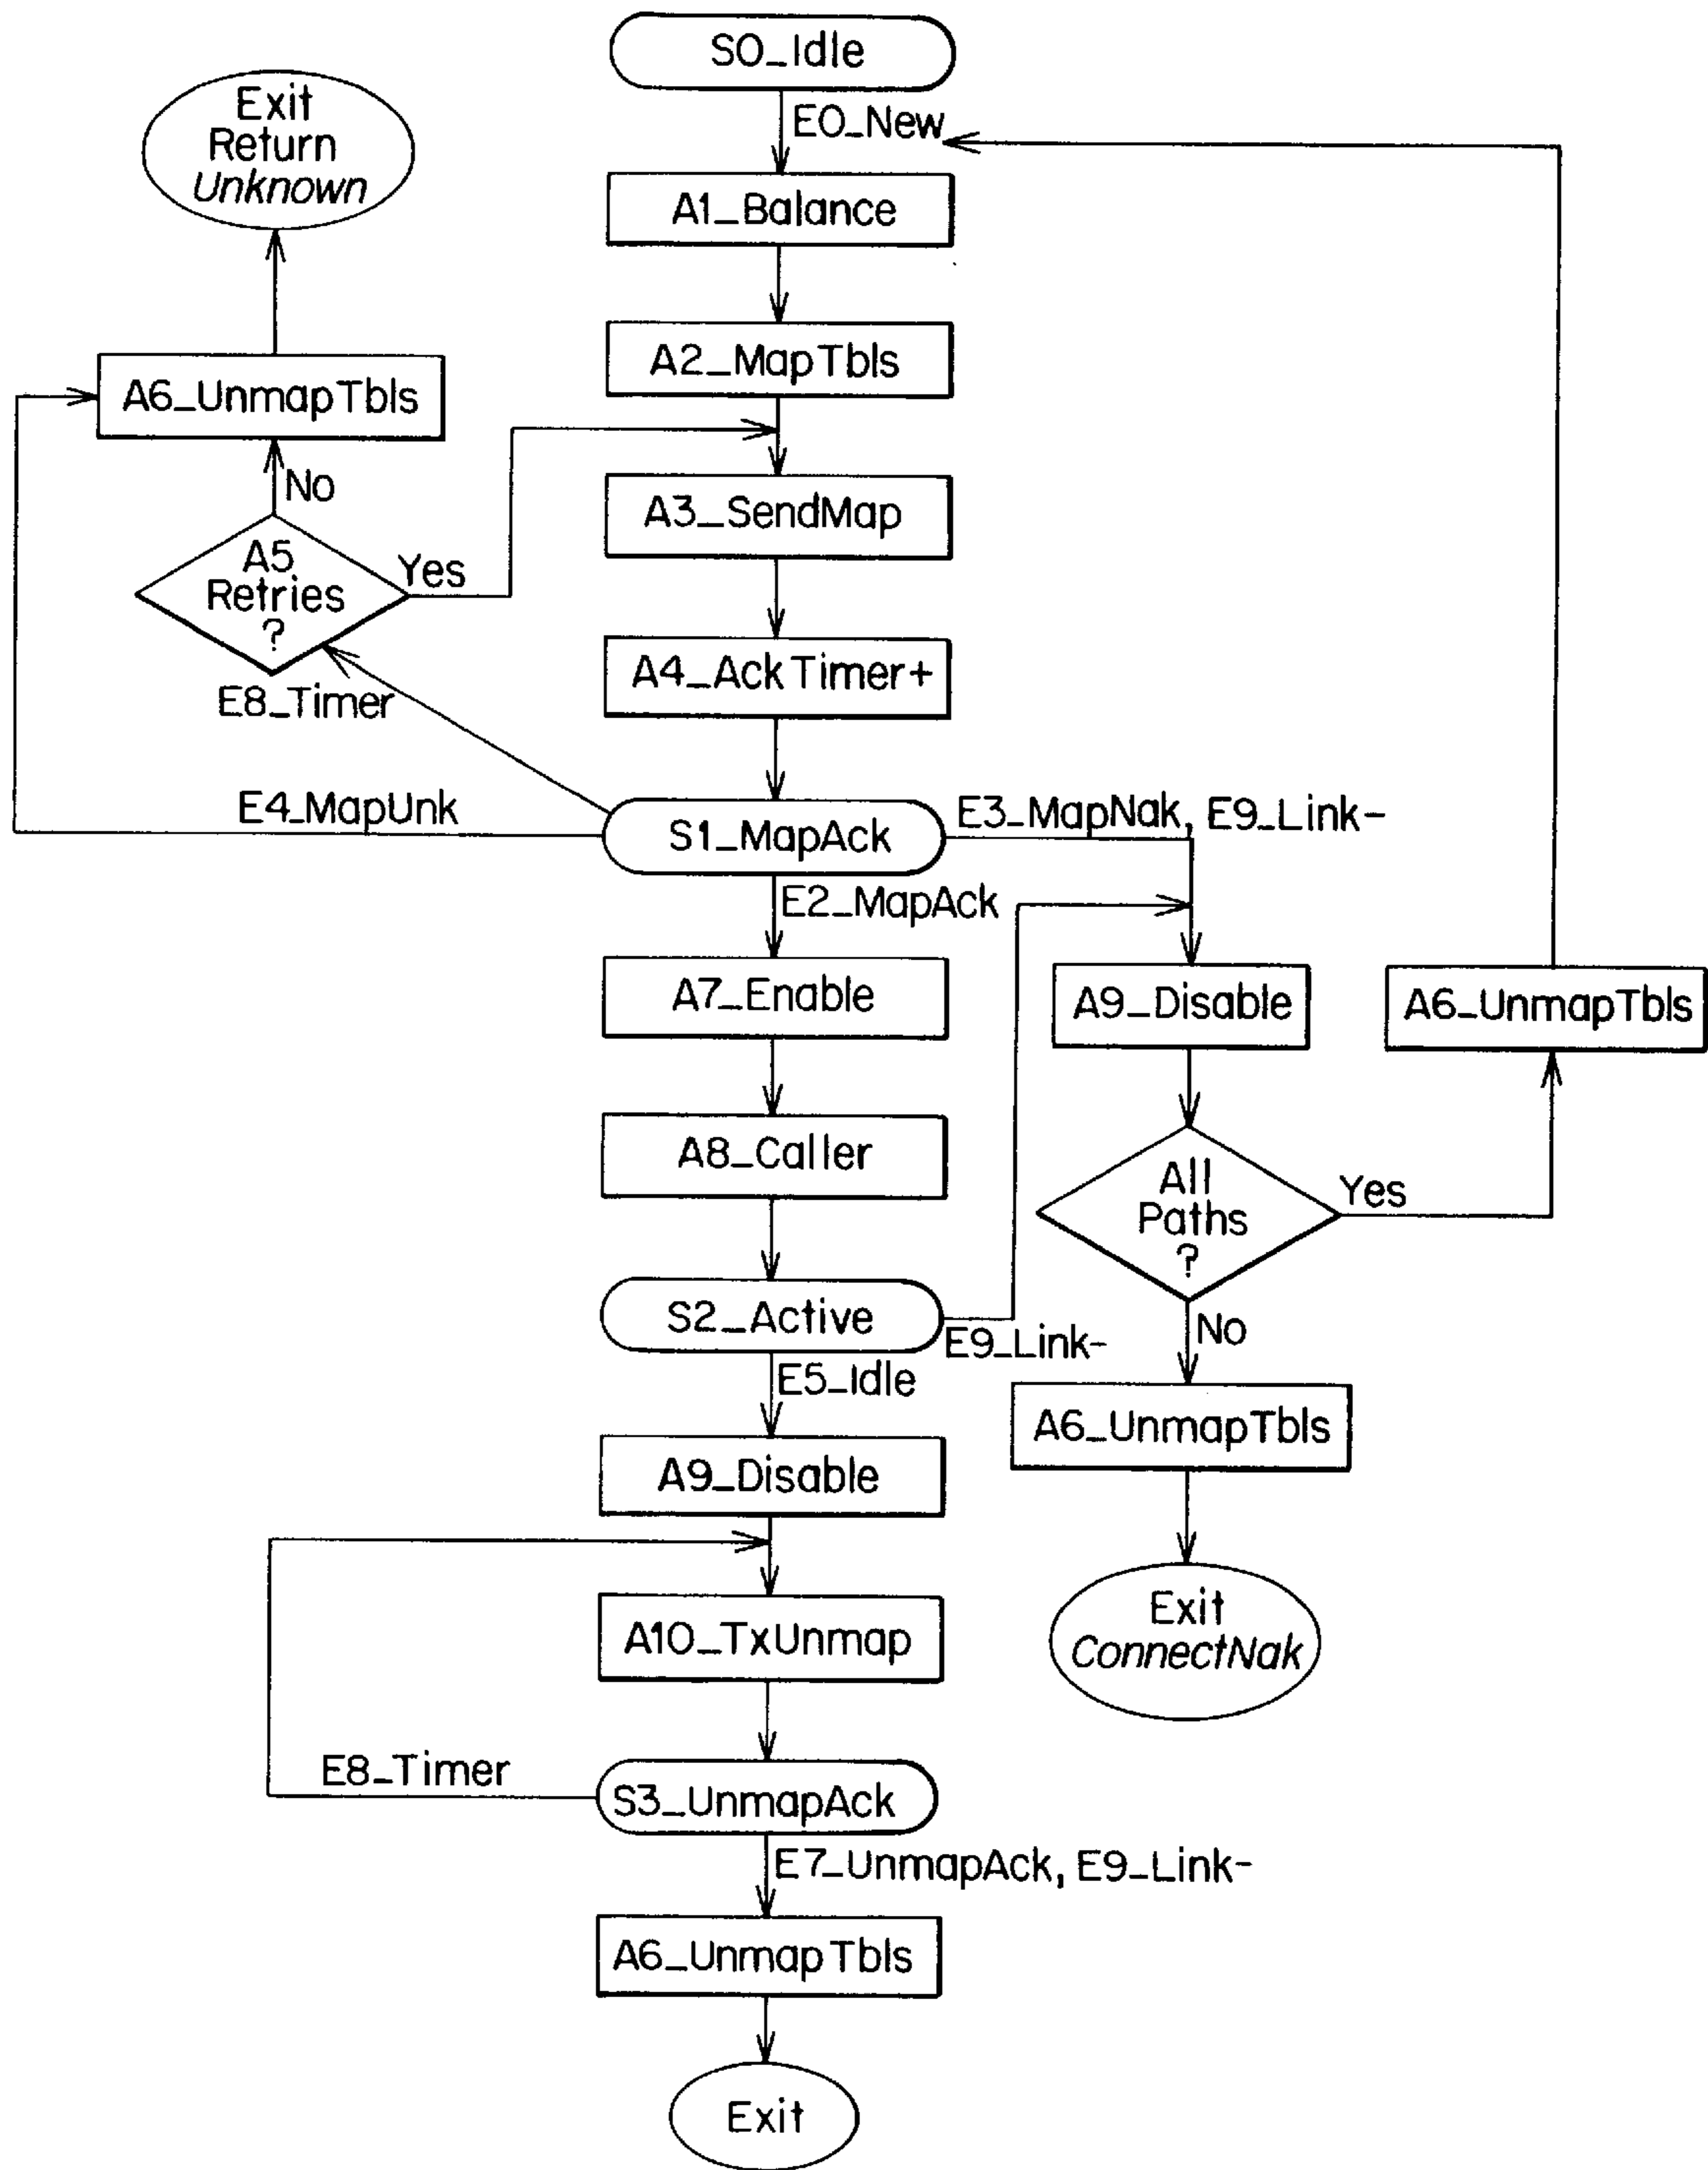 S0_Idle
E0_New
Exit
Return
Unknown
A1_Balance
A2_MapTbls
A6_UnmapTbls
No
A3_SendMap
A5
Retries
?
Yes
A4_AckTimer+
E8_Timer
E4_MapUnk
S1_MapAck
E3_MapNak, E9_Link-
E2_MapAck
A7_Enable
A9_Disable
A6_UnmapTbls
A8_Caller
All
Paths
?
Yes
S2_Active
E9_Link-
No
E5_Idle
A6_UnmapTbls
A9_Disable
A10_TxUnmap
Exit
ConnectNak
E8_Timer
S3_UnmapAck
E7_UnmapAck, E9_Link-
A6_UnmapTbls
Exit